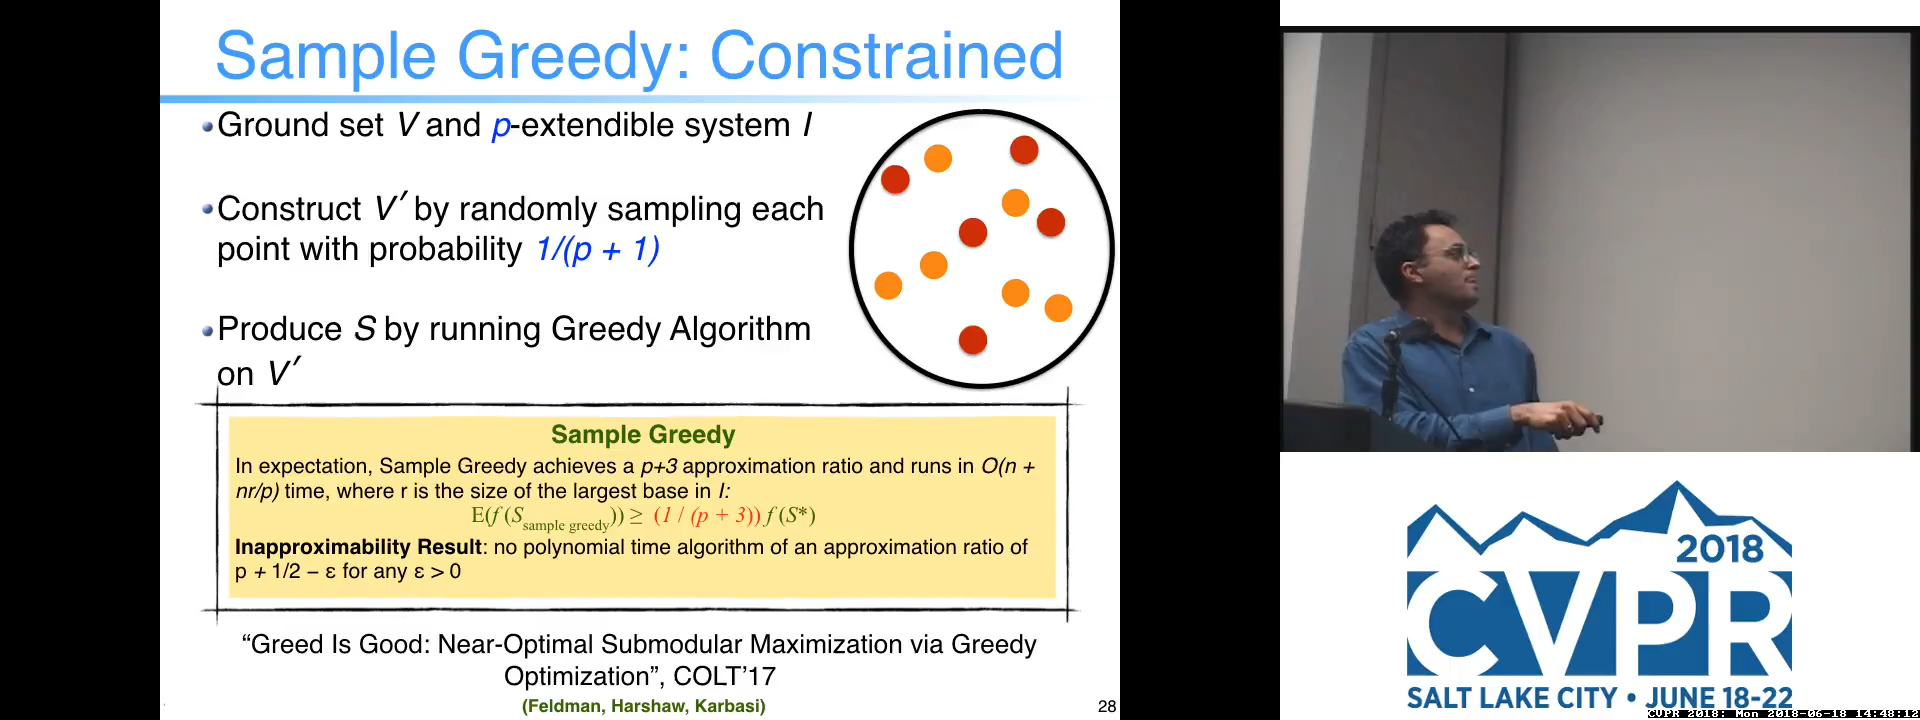 Sample Greedy: Constrained
•Ground set V and p-extendible system I
•Construct V′ by randomly sampling each
point with probability 1/(p + 1)
•Produce S by running Greedy Algorithm
on V′
Sample Greedy
In expectation, Sample Greedy achieves a p+3 approximation ratio and runs in O(n +
nr/p) time, where r is the size of the largest base in I:
E(f (S_sample greedy)) ≥ (1 / (p + 3)) f (S*)
Inapproximability Result: no polynomial time algorithm of an approximation ratio of
p + 1/2 − ε for any ε > 0
“Greed Is Good: Near-Optimal Submodular Maximization via Greedy
Optimization”, COLT’17
(Feldman, Harshaw, Karbasi)
28
2018
CVPR
SALT LAKE CITY • JUNE 18-22
CVPR 2018: Mon 2018-06-18 14:48:12